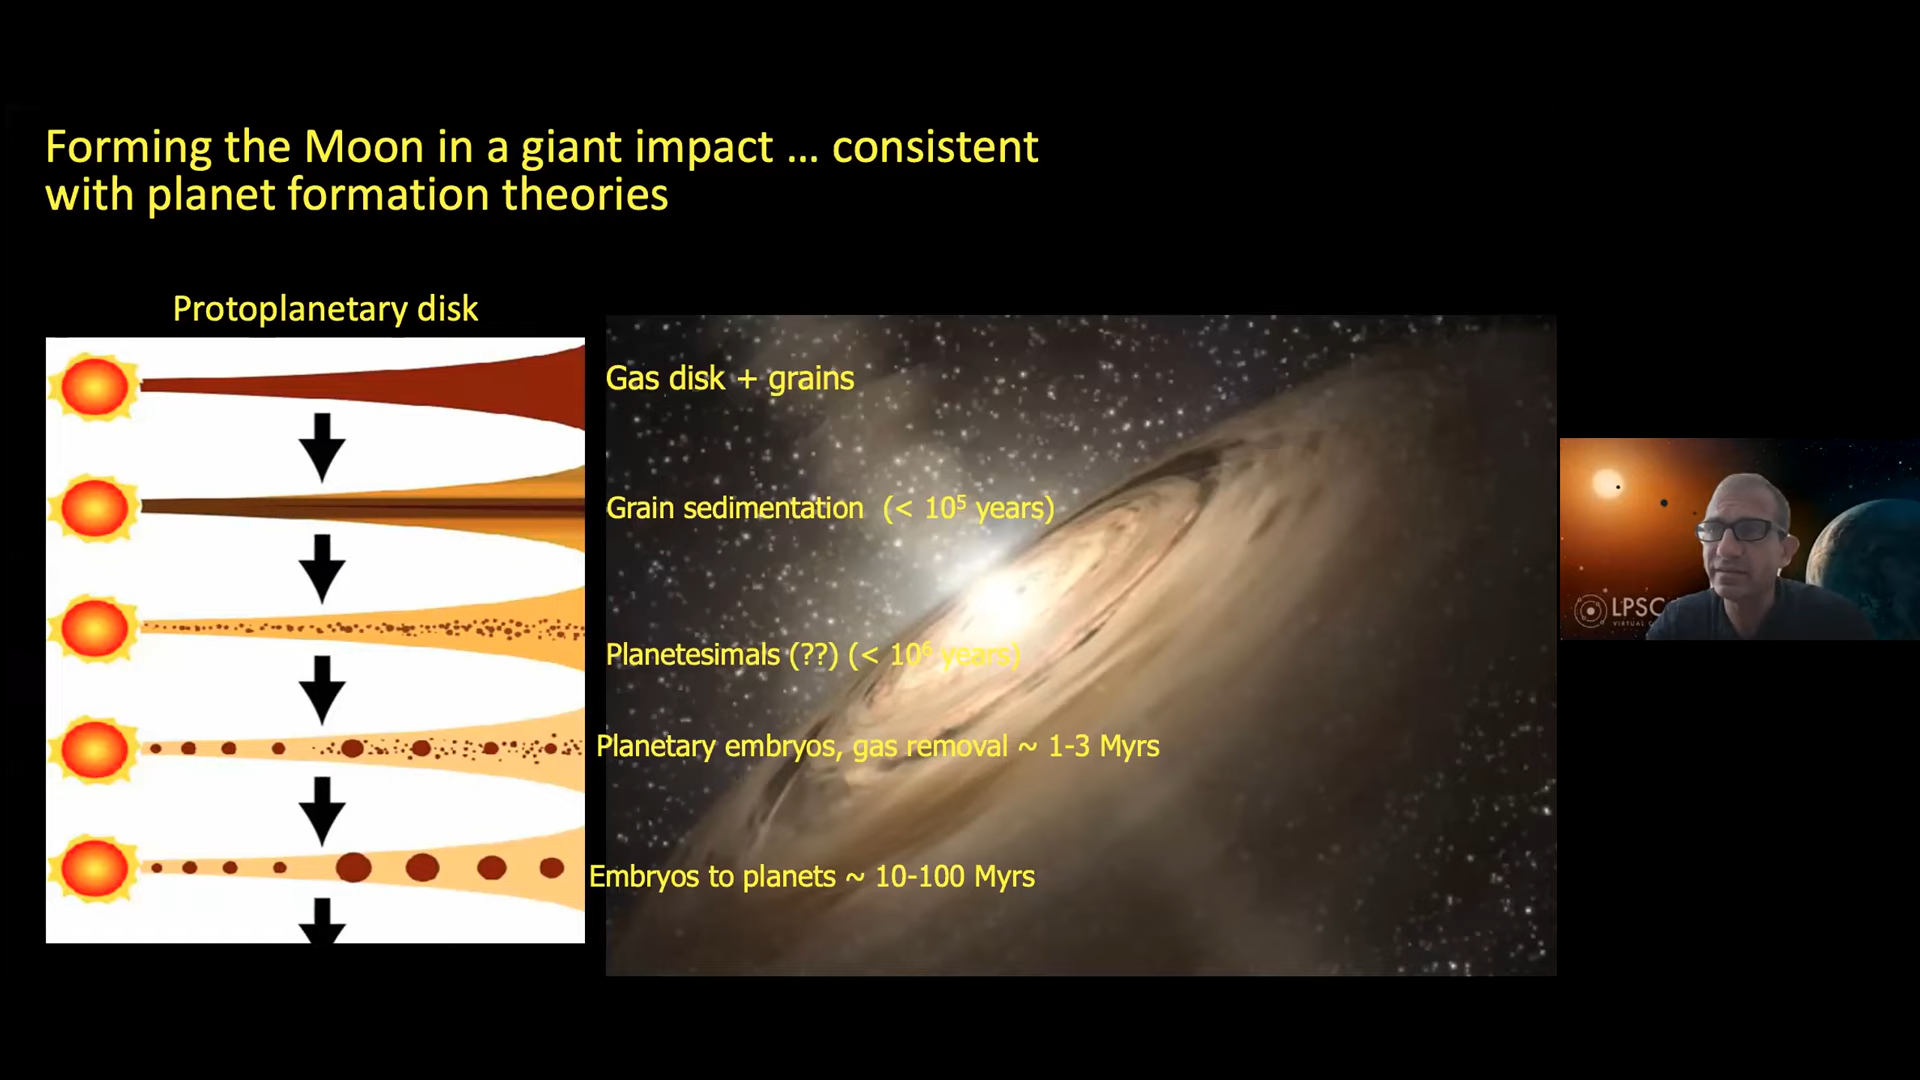 Forming the Moon in a giant impact ... consistent
with planet formation theories
Protoplanetary disk
Gas disk + grains
Grain sedimentation (< 10⁵ years)
Planetesimals (??) (< 10⁶ years)
Planetary embryos, gas removal ~ 1-3 Myrs
Embryos to planets ~ 10-100 Myrs
LPSC
VIRTUAL